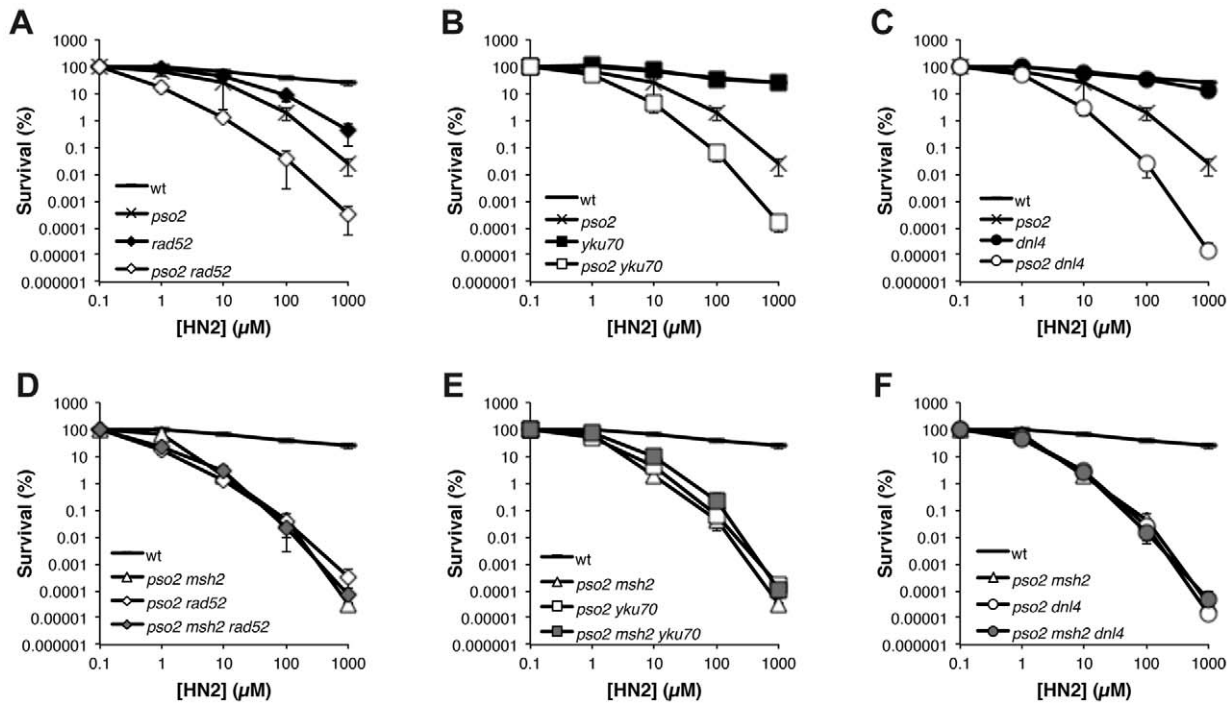 A
1000
100
10
1
0.1
0.01
0.001
0.0001
0.00001
0.000001
Survival (%)
wt
pso2
rad52
pso2 rad52
0.1 1 10 100 1000
[HN2] (µM)
B
1000
100
10
1
0.1
0.01
0.001
0.0001
0.00001
0.000001
Survival (%)
wt
pso2
yku70
pso2 yku70
0.1 1 10 100 1000
[HN2] (µM)
C
1000
100
10
1
0.1
0.01
0.001
0.0001
0.00001
0.000001
Survival (%)
wt
pso2
dnl4
pso2 dnl4
0.1 1 10 100 1000
[HN2] (µM)
D
1000
100
10
1
0.1
0.01
0.001
0.0001
0.00001
0.000001
Survival (%)
wt
pso2 msh2
pso2 rad52
pso2 msh2 rad52
0.1 1 10 100 1000
[HN2] (µM)
E
1000
100
10
1
0.1
0.01
0.001
0.0001
0.00001
0.000001
Survival (%)
wt
pso2 msh2
pso2 yku70
pso2 msh2 yku70
0.1 1 10 100 1000
[HN2] (µM)
F
1000
100
10
1
0.1
0.01
0.001
0.0001
0.00001
0.000001
Survival (%)
wt
pso2 msh2
pso2 dnl4
pso2 msh2 dnl4
0.1 1 10 100 1000
[HN2] (µM)